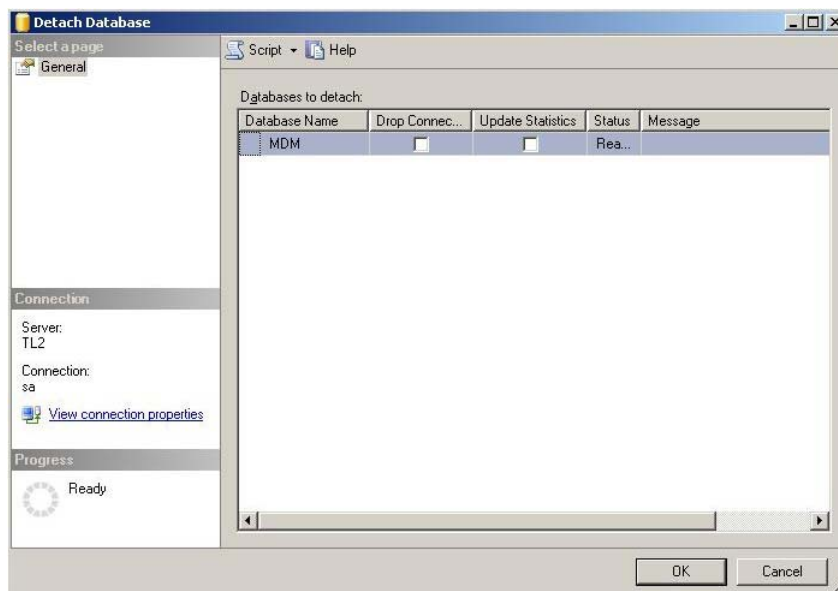 Detach Database
Select a page
General
Script Help
Databases to detach:
Database Name Drop Connec... Update Statistics Status Message
MDM Rea...
Connection
Server:
TL2
Connection:
sa
View connection properties
Progress
Ready
OK Cancel